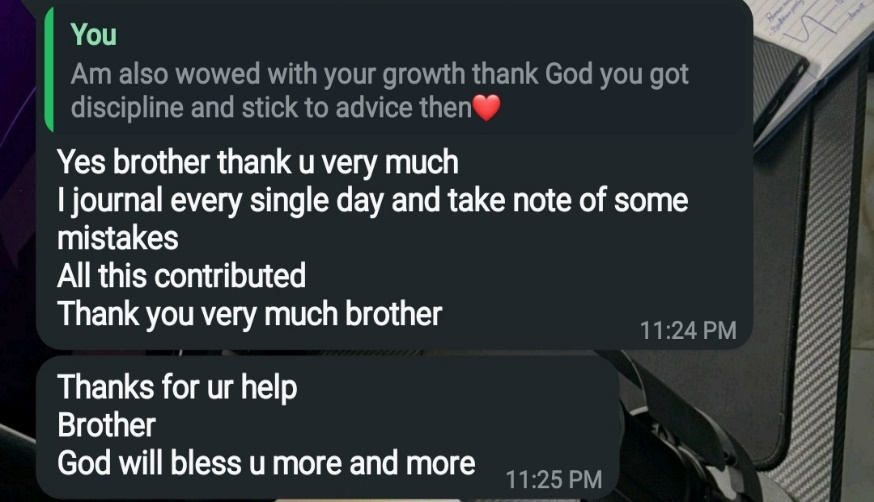 You
Am also wowed with your growth thank God you got
discipline and stick to advice then❤️
Yes brother thank u very much
I journal every single day and take note of some
mistakes
All this contributed
Thank you very much brother
11:24 PM
Thanks for ur help
Brother
God will bless u more and more
11:25 PM